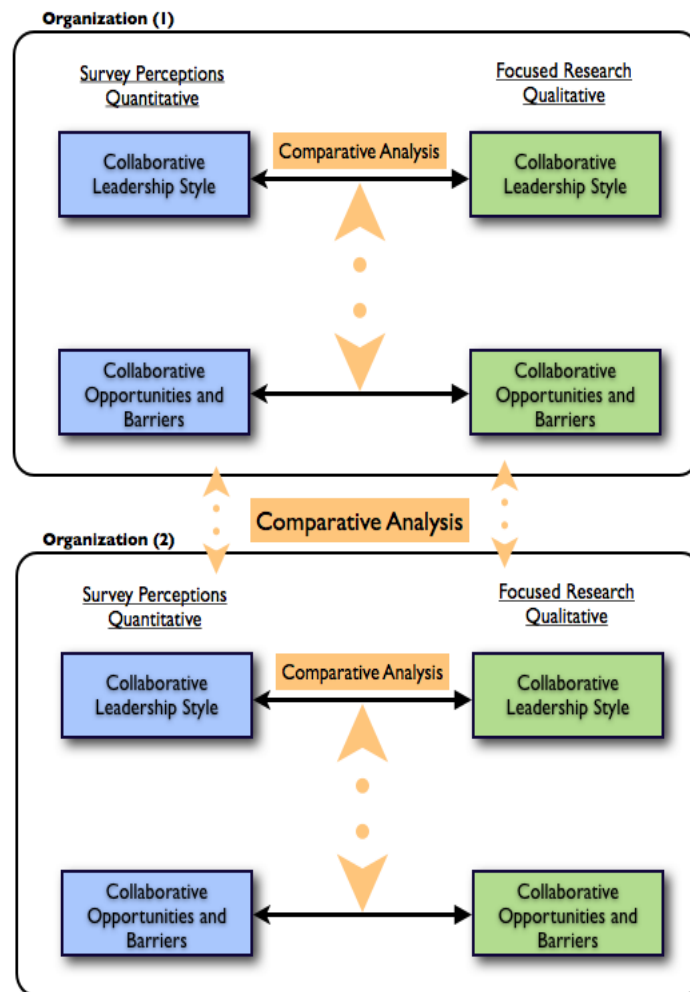 Organization (1)
Survey Perceptions
Quantitative
Focused Research
Qualitative
Collaborative
Leadership Style
Comparative Analysis
Collaborative
Leadership Style
Collaborative
Opportunities and
Barriers
Collaborative
Opportunities and
Barriers
Comparative Analysis
Organization (2)
Survey Perceptions
Quantitative
Focused Research
Qualitative
Collaborative
Leadership Style
Comparative Analysis
Collaborative
Leadership Style
Collaborative
Opportunities and
Barriers
Collaborative
Opportunities and
Barriers